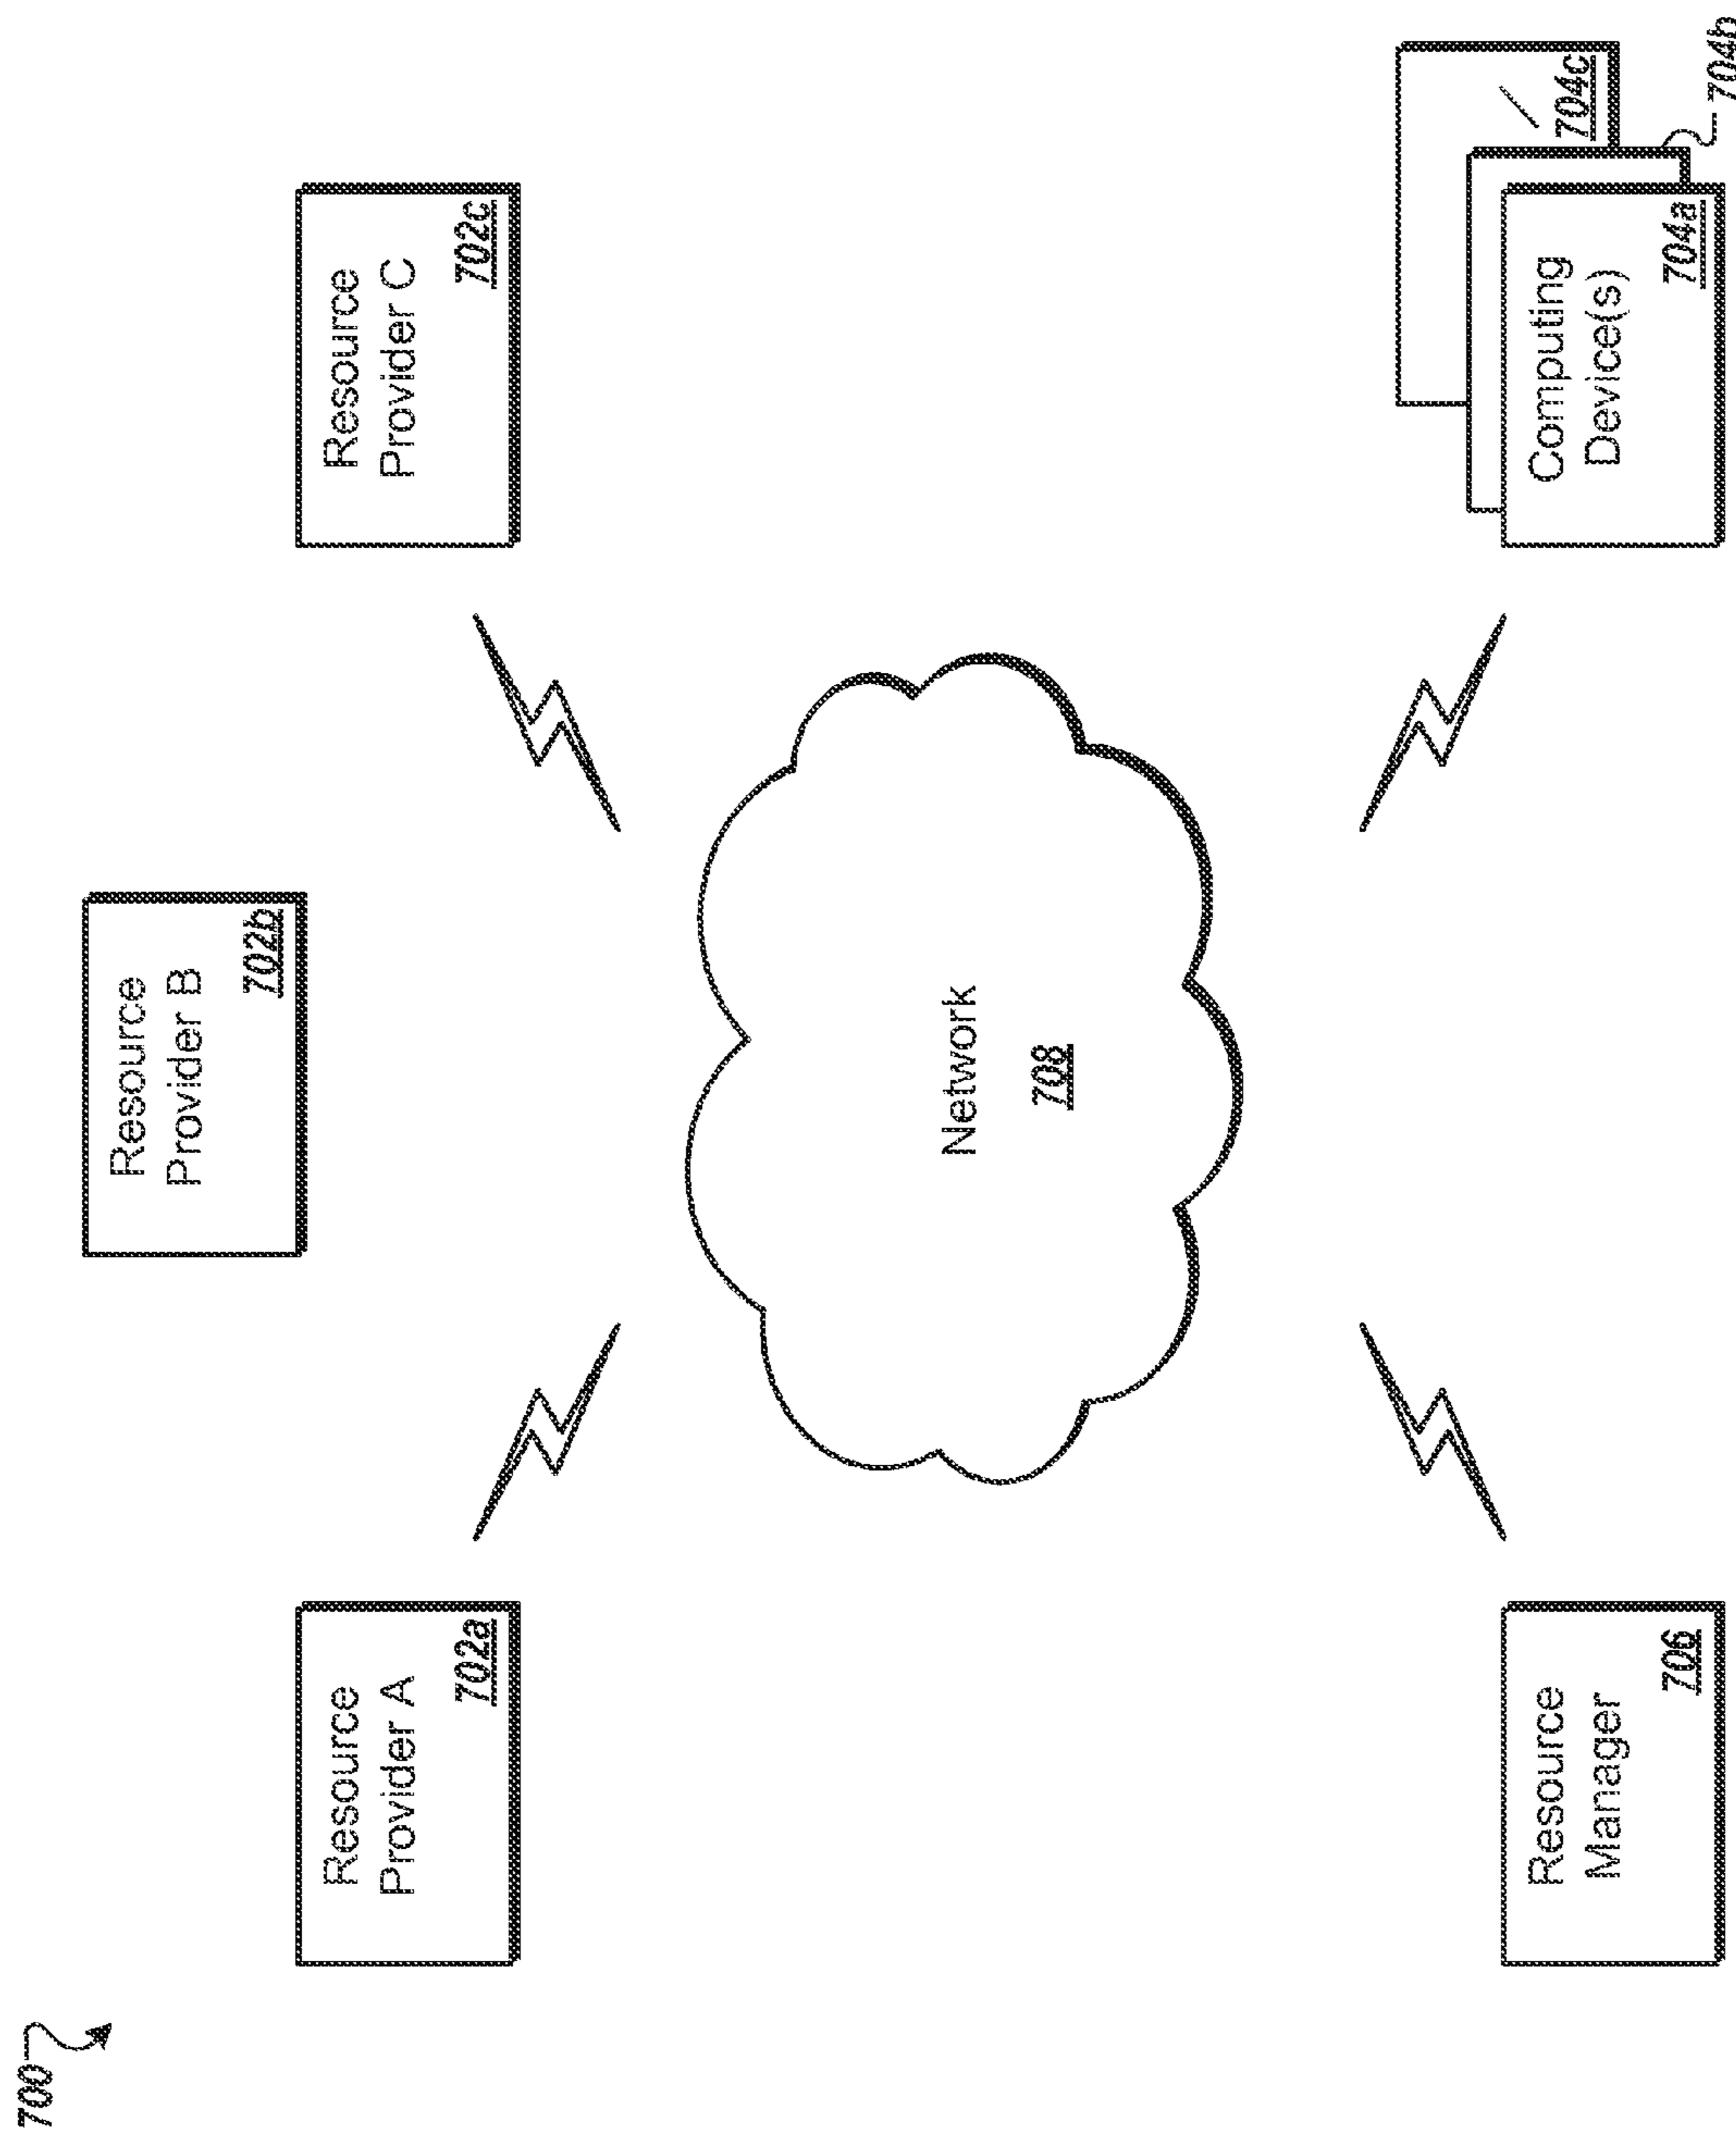 700
Resource
Provider B
702b
Resource
Provider A
702a
Resource
Provider C
702c
Network
708
Resource
Manager
706
Computing
Device(s)
704a
704b
704c